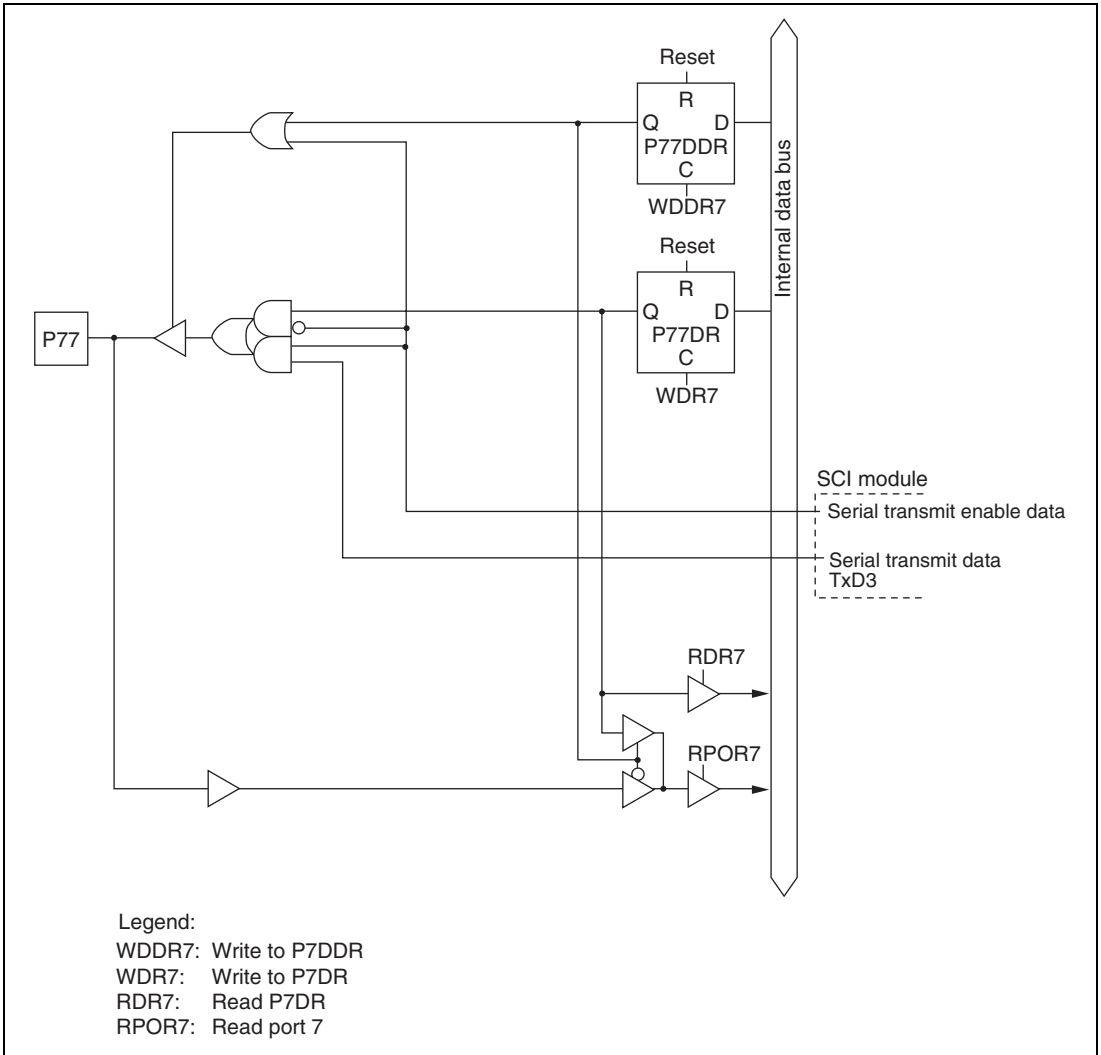 Reset
R
Q D
P77DDR
C
WDDR7
Internal data bus
Reset
R
Q D
P77DR
C
WDR7
P77
SCI module
Serial transmit enable data
Serial transmit data
TxD3
RDR7
RPOR7
Legend:
WDDR7: Write to P7DDR
WDR7: Write to P7DR
RDR7: Read P7DR
RPOR7: Read port 7